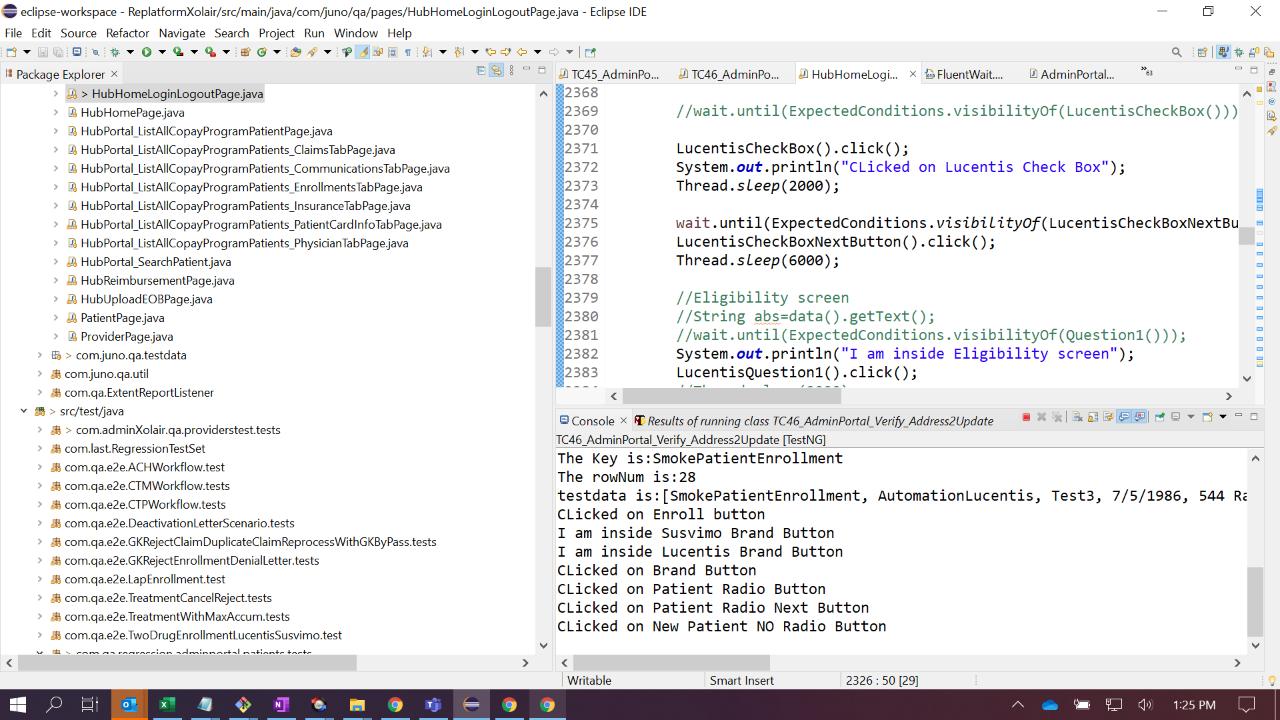 eclipse-workspace - ReplatformXolair/src/main/java/com/juno/qa/pages/HubHomeLoginLogoutPage.java - Eclipse IDE
File Edit Source Refactor Navigate Search Project Run Window Help
Package Explorer
> HubHomeLoginLogoutPage.java
HubHomePage.java
HubPortal_ListAllCopayProgramPatientPage.java
HubPortal_ListAllCopayProgramPatients_ClaimsTabPage.java
HubPortal_ListAllCopayProgramPatients_CommunicationsTabPage.java
HubPortal_ListAllCopayProgramPatients_EnrollmentsTabPage.java
HubPortal_ListAllCopayProgramPatients_InsuranceTabPage.java
HubPortal_ListAllCopayProgramPatients_PatientCardInfoTabPage.java
HubPortal_ListAllCopayProgramPatients_PhysicianTabPage.java
HubPortal_SearchPatient.java
HubReimbursementPage.java
HubUploadEOBPage.java
PatientPage.java
ProviderPage.java
> com.juno.qa.testdata
com.juno.qa.util
com.qa.ExtentReportListener
> src/test/java
> com.adminXolair.qa.providerstest.tests
com.last.RegressionTestSet
com.qa.e2e.ACHWorkflow.test
com.qa.e2e.CTMWorkflow.tests
com.qa.e2e.CTPWorkflow.tests
com.qa.e2e.DeactivationLetterScenario.tests
com.qa.e2e.GKRejectClaimDuplicateClaimReprocessWithGKByPass.tests
com.qa.e2e.GKRejectEnrollmentDenialLetter.tests
com.qa.e2e.LapEnrollment.test
com.qa.e2e.TreatmentCancelReject.tests
com.qa.e2e.TreatmentWithMaxAccum.tests
com.qa.e2e.TwoDrugEnrollmentLucentisSusvimo.test
> com.qa.regression.adminportal.patients.tests
TC45_AdminPo... TC46_AdminPo... HubHomeLogi... FluentWait.... AdminPortal... »63
2368
2369 //wait.until(ExpectedConditions.visibilityOf(LucentisCheckBox()))
2370
2371 LucentisCheckBox().click();
2372 System.out.println("CLicked on Lucentis Check Box");
2373 Thread.sleep(2000);
2374
2375 wait.until(ExpectedConditions.visibilityOf(LucentisCheckBoxNextBu
2376 LucentisCheckBoxNextButton().click();
2377 Thread.sleep(6000);
2378
2379 //Eligibility screen
2380 //String abs=data().getText();
2381 //wait.until(ExpectedConditions.visibilityOf(Question1()));
2382 System.out.println("I am inside Eligibility screen");
2383 LucentisQuestion1().click();
Console Results of running class TC46_AdminPortal_Verify_Address2Update
TC46_AdminPortal_Verify_Address2Update [TestNG]
The Key is:SmokePatientEnrollment
The rowNum is:28
testdata is:[SmokePatientEnrollment, AutomationLucentis, Test3, 7/5/1986, 544 Ra
CLicked on Enroll button
I am inside Susvimo Brand Button
I am inside Lucentis Brand Button
CLicked on Brand Button
CLicked on Patient Radio Button
CLicked on Patient Radio Next Button
CLicked on New Patient NO Radio Button
Writable Smart Insert 2326 : 50 [29]
1:25 PM